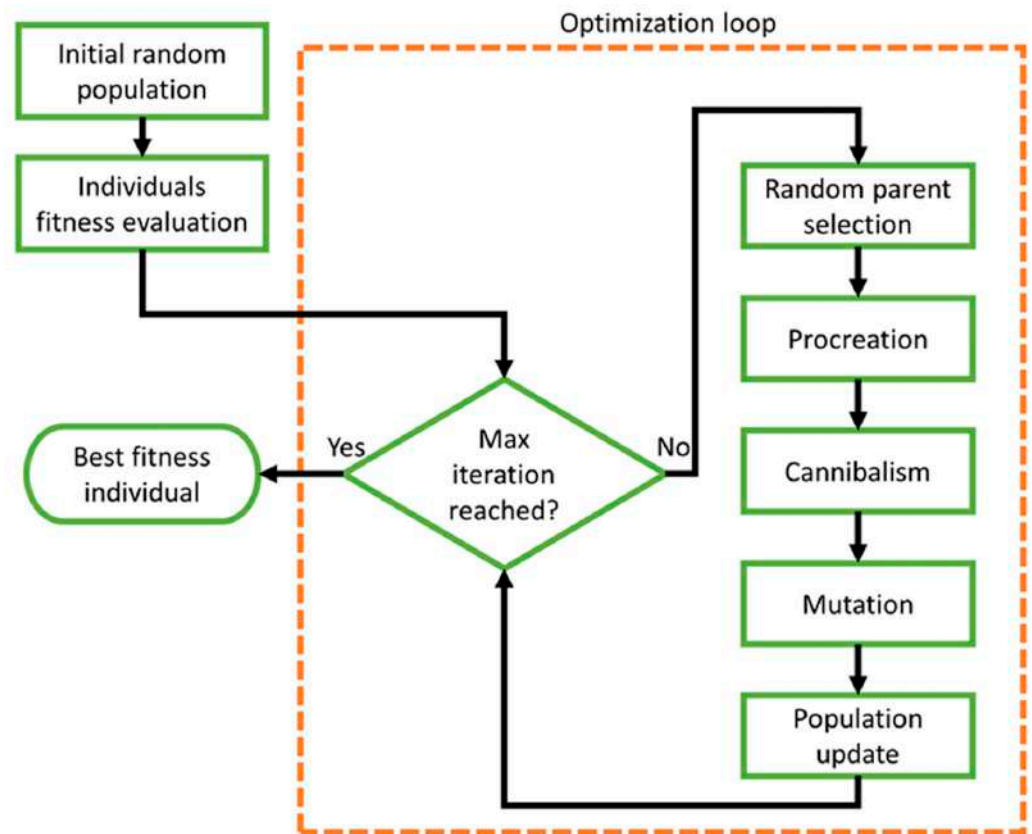 Optimization loop
Initial random
population
Individuals
fitness evaluation
Random parent
selection
Procreation
Cannibalism
Mutation
Population
update
Max
iteration
reached?
Yes
No
Best fitness
individual